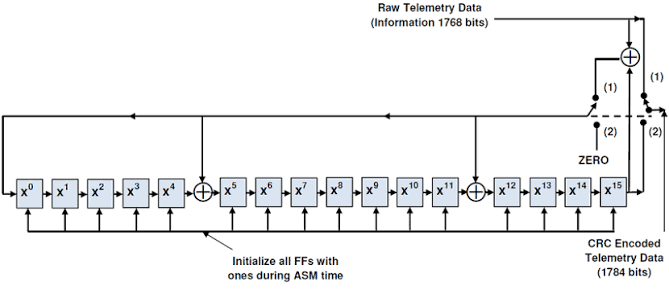 Raw Telemetry Data
(Information 1768 bits)
(1)
(1)
(2)
(2)
ZERO
X0 X1 X2 X3 X4 X5 X6 X7 X8 X9 X10 X11 X12 X13 X14 X15
Initialize all FFs with
ones during ASM time
CRC Encoded
Telemetry Data
(1784 bits)